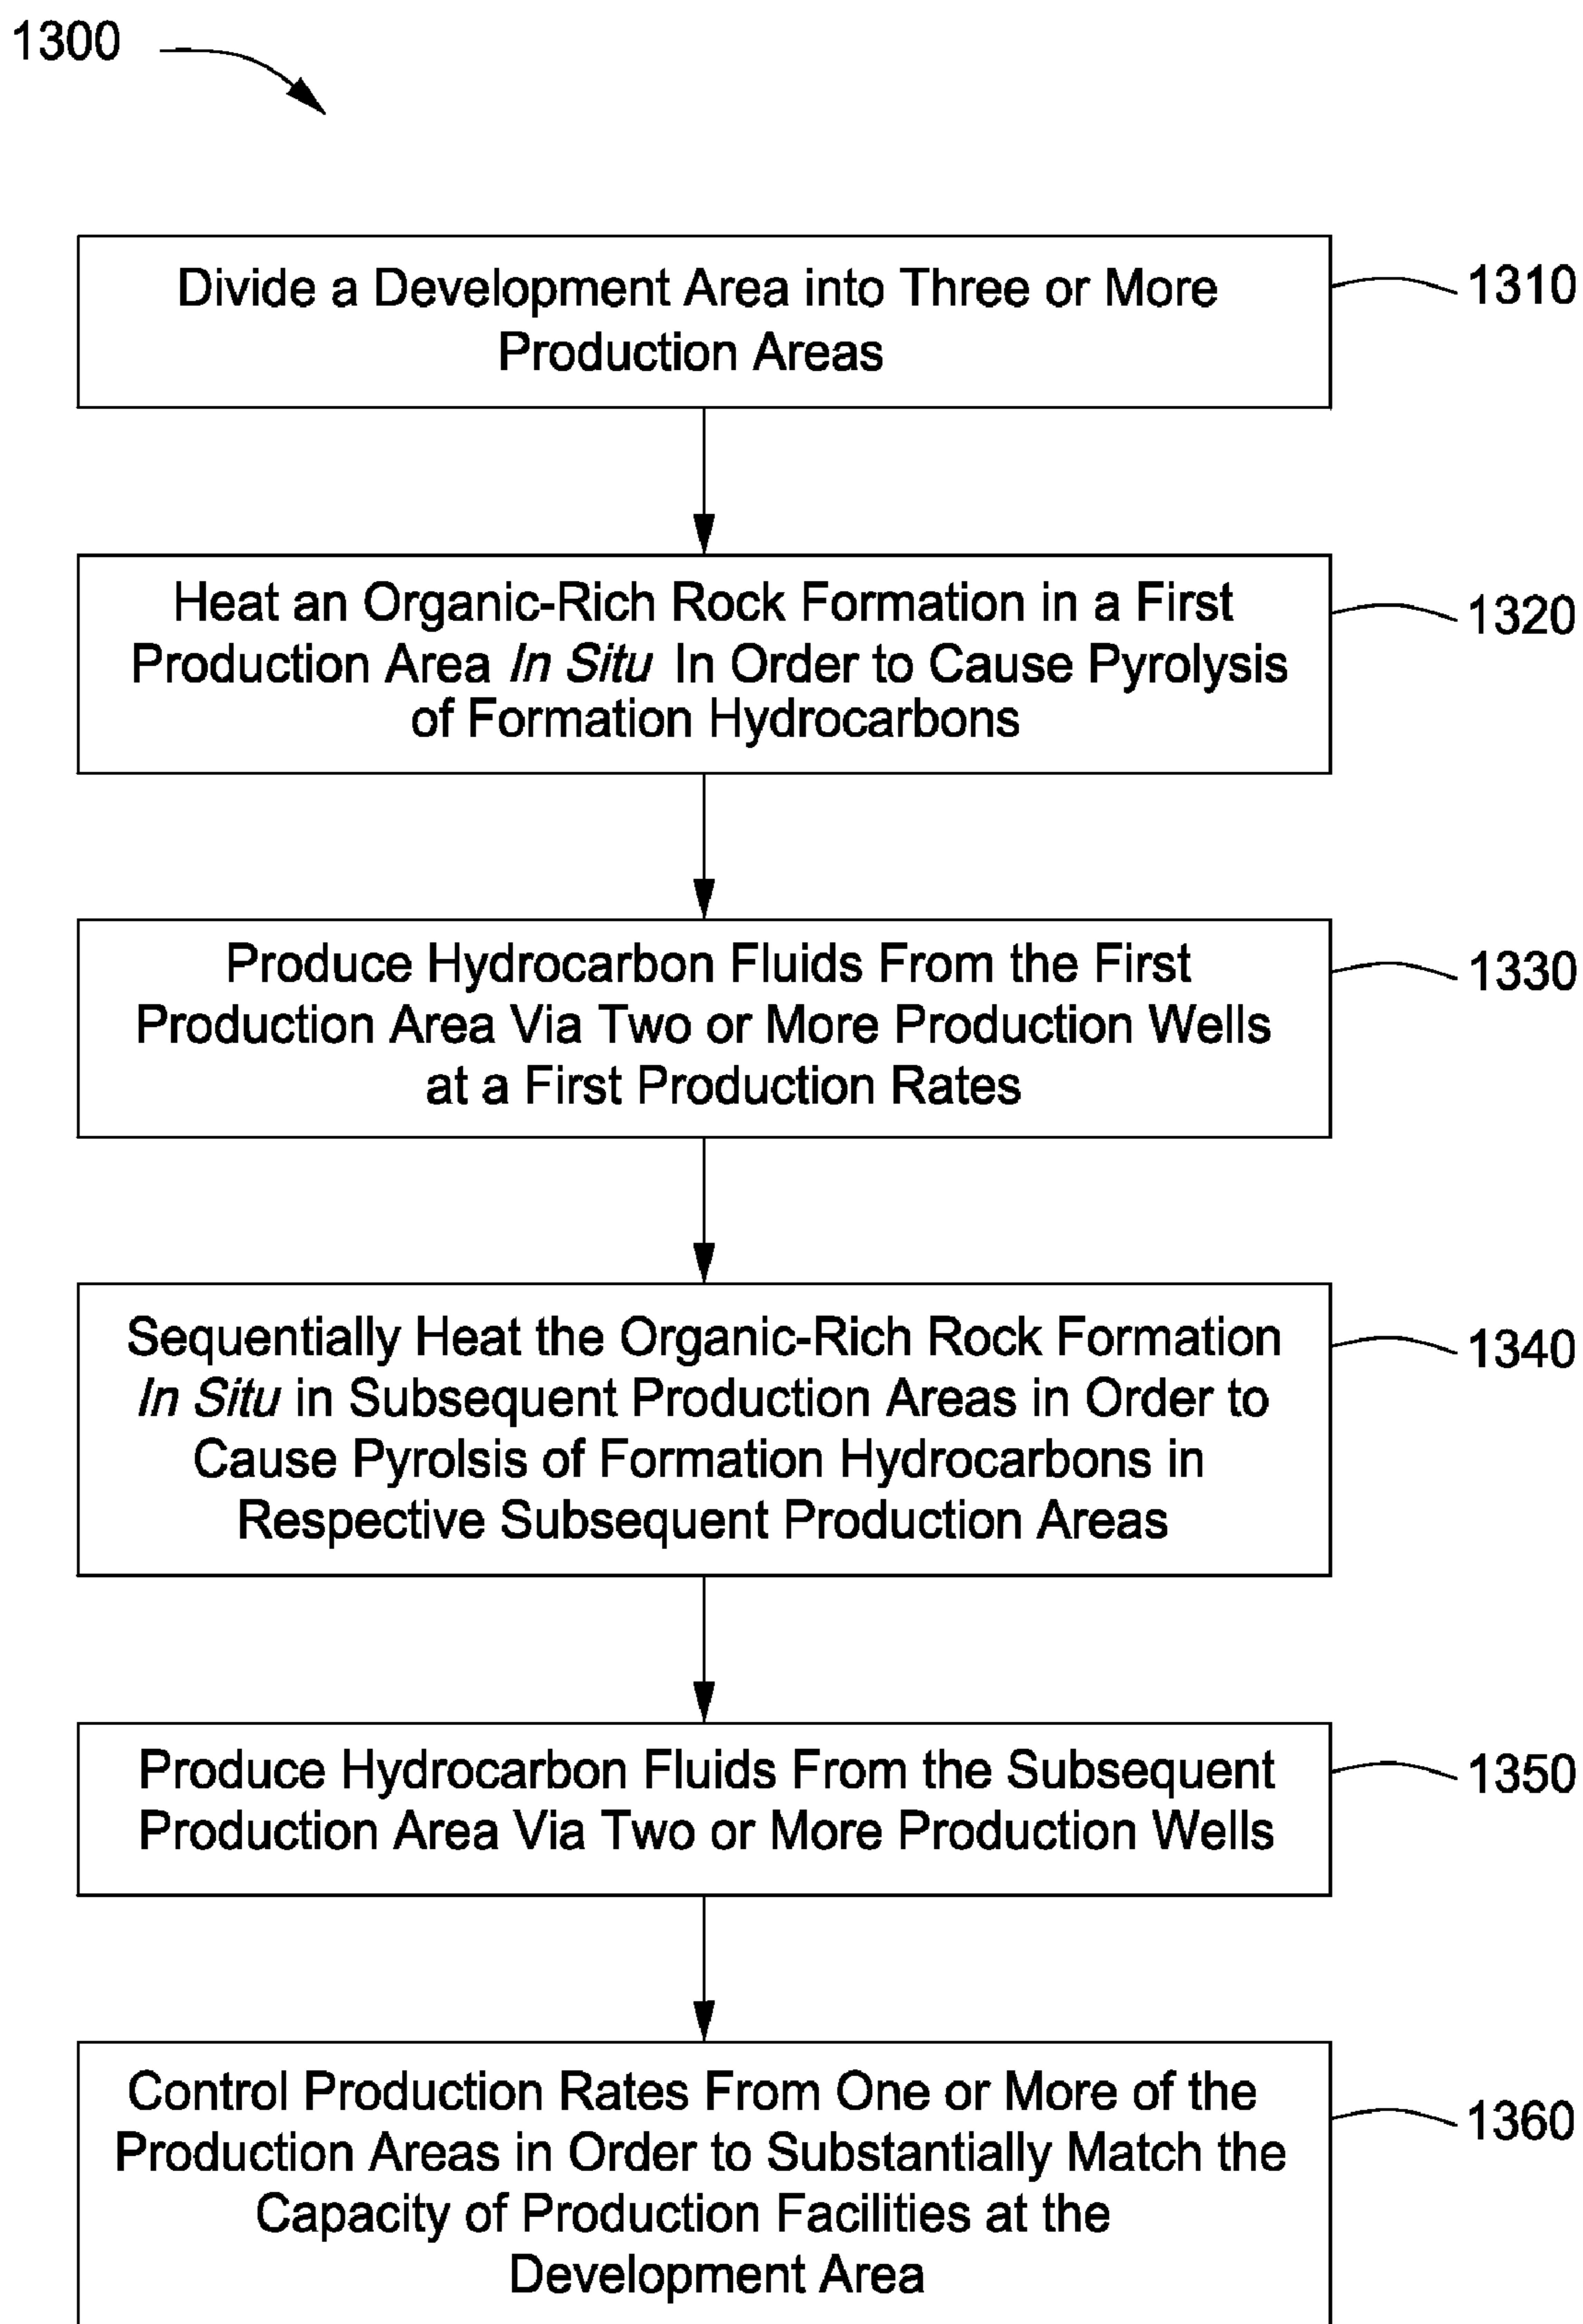 1300
Divide a Development Area into Three or More
Production Areas
1310
Heat an Organic-Rich Rock Formation in a First
Production Area In Situ In Order to Cause Pyrolysis
of Formation Hydrocarbons
1320
Produce Hydrocarbon Fluids From the First
Production Area Via Two or More Production Wells
at a First Production Rates
1330
Sequentially Heat the Organic-Rich Rock Formation
In Situ in Subsequent Production Areas in Order to
Cause Pyrolsis of Formation Hydrocarbons in
Respective Subsequent Production Areas
1340
Produce Hydrocarbon Fluids From the Subsequent
Production Area Via Two or More Production Wells
1350
Control Production Rates From One or More of the
Production Areas in Order to Substantially Match the
Capacity of Production Facilities at the
Development Area
1360